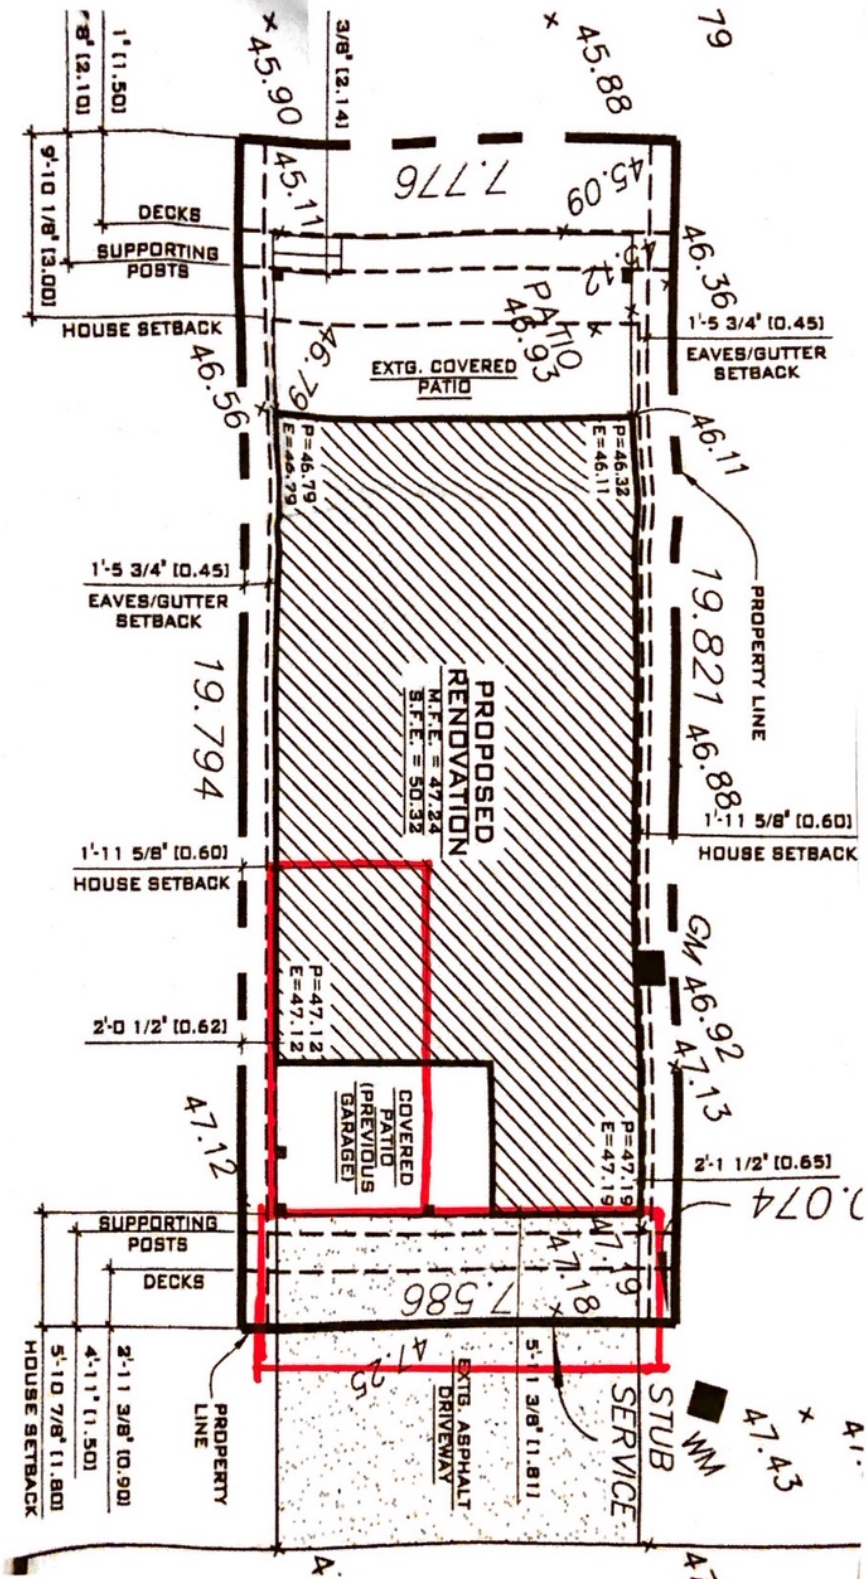 79
45.88
45.90
3/8" [2.14]
1" [1.50]
8" [2.10]
9'-10 1/8" [3.00]
7.776
45.11
45.09
DECKS
SUPPORTING
POSTS
HOUSE SETBACK
46.36
1'-5 3/4" [0.45]
EAVES/GUTTER
SETBACK
PATIO
46.93
46.79
EXTG. COVERED
PATIO
46.56
46.11
P=46.79
E=46.79
P=46.32
E=46.11
1'-5 3/4" [0.45]
EAVES/GUTTER
SETBACK
PROPERTY LINE
19.821
46.88
19.794
PROPOSED
RENOVATION
M.F.E. = 47.24
S.F.E. = 50.32
1'-11 5/8" [0.60]
HOUSE SETBACK
1'-11 5/8" [0.60]
HOUSE SETBACK
GM 46.92
47.13
P=47.12
E=47.12
2'-0 1/2" [0.62]
COVERED
PATIO
(PREVIOUS
GARAGE)
47.12
P=47.19
E=47.19
2'-1 1/2" [0.65]
.074
SUPPORTING
POSTS
DECKS
47.19
47.18
7.586
47.25
5'-11 3/8" [1.81]
EXTG. ASPHALT
DRIVEWAY
STUB
SERVICE
WM
47.43
PROPERTY
LINE
2'-11 3/8" [0.90]
4'-11" [1.50]
5'-10 7/8" [1.80]
HOUSE SETBACK